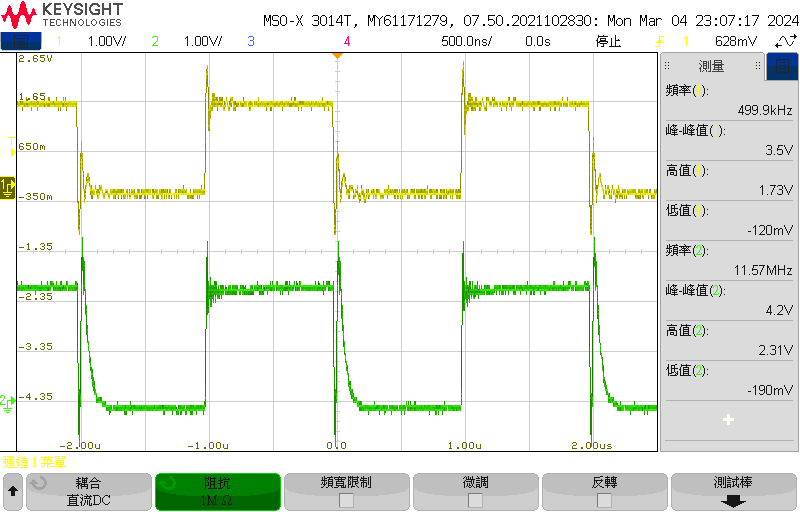 KEYSIGHT
TECHNOLOGIES
MSO-X 3014T, MY61171279, 07.50.2021102830: Mon Mar 04 23:07:17 2024
1 1.00V/ 2 1.00V/ 3 4 500.0ns/ 0.0s 停止 1 628mV
2.65V
1.65
650m
-350m
-1.35
-2.35
-3.35
-4.35
-2.00u -1.00u 0.0 1.00u 2.00us
測量
頻率(1):
499.9kHz
峰-峰值(1):
3.5V
高值(1):
1.73V
低值(1):
-120mV
頻率(2):
11.57MHz
峰-峰值(2):
4.2V
高值(2):
2.31V
低值(2):
-190mV
通道 1 菜單
耦合
直流DC
阻抗
1M Ω
頻寬限制
微調
反轉
測試棒